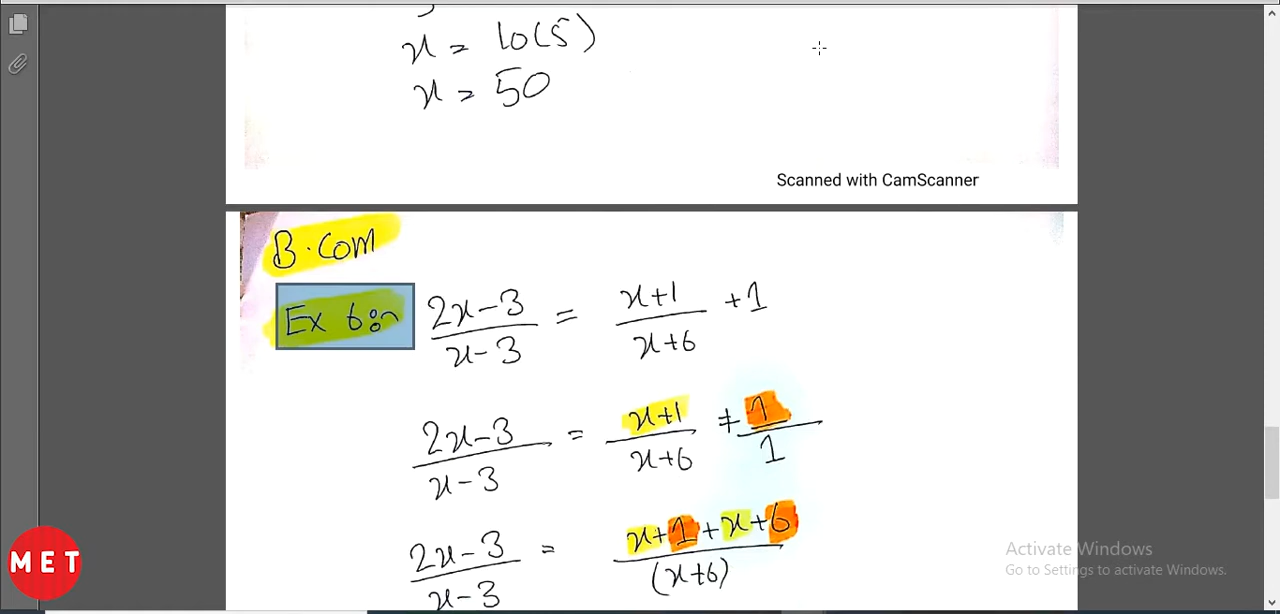 x = 10(5)
x = 50
Scanned with CamScanner
B.Com
Ex 6:
2x-3/x-3 = x+1/x+6 + 1
2x-3/x-3 = x+1/x+6 + 1/1
2x-3/x-3 = x+1+x+6/(x+6)
MET
Activate Windows
Go to Settings to activate Windows.